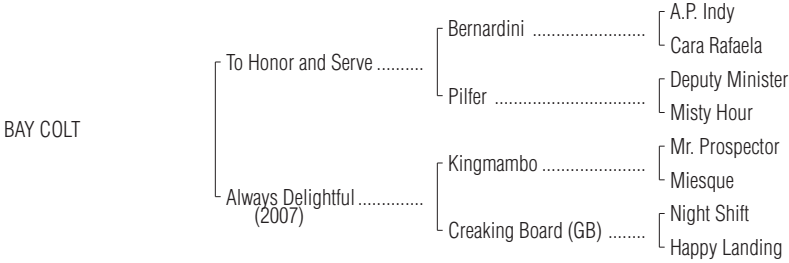 A.P. Indy
Bernardini ........................
Cara Rafaela
To Honor and Serve ..........
Deputy Minister
Pilfer ................................
Misty Hour
BAY COLT
Mr. Prospector
Kingmambo ......................
Miesque
Always Delightful ..............
(2007)
Night Shift
Creaking Board (GB) ........
Happy Landing